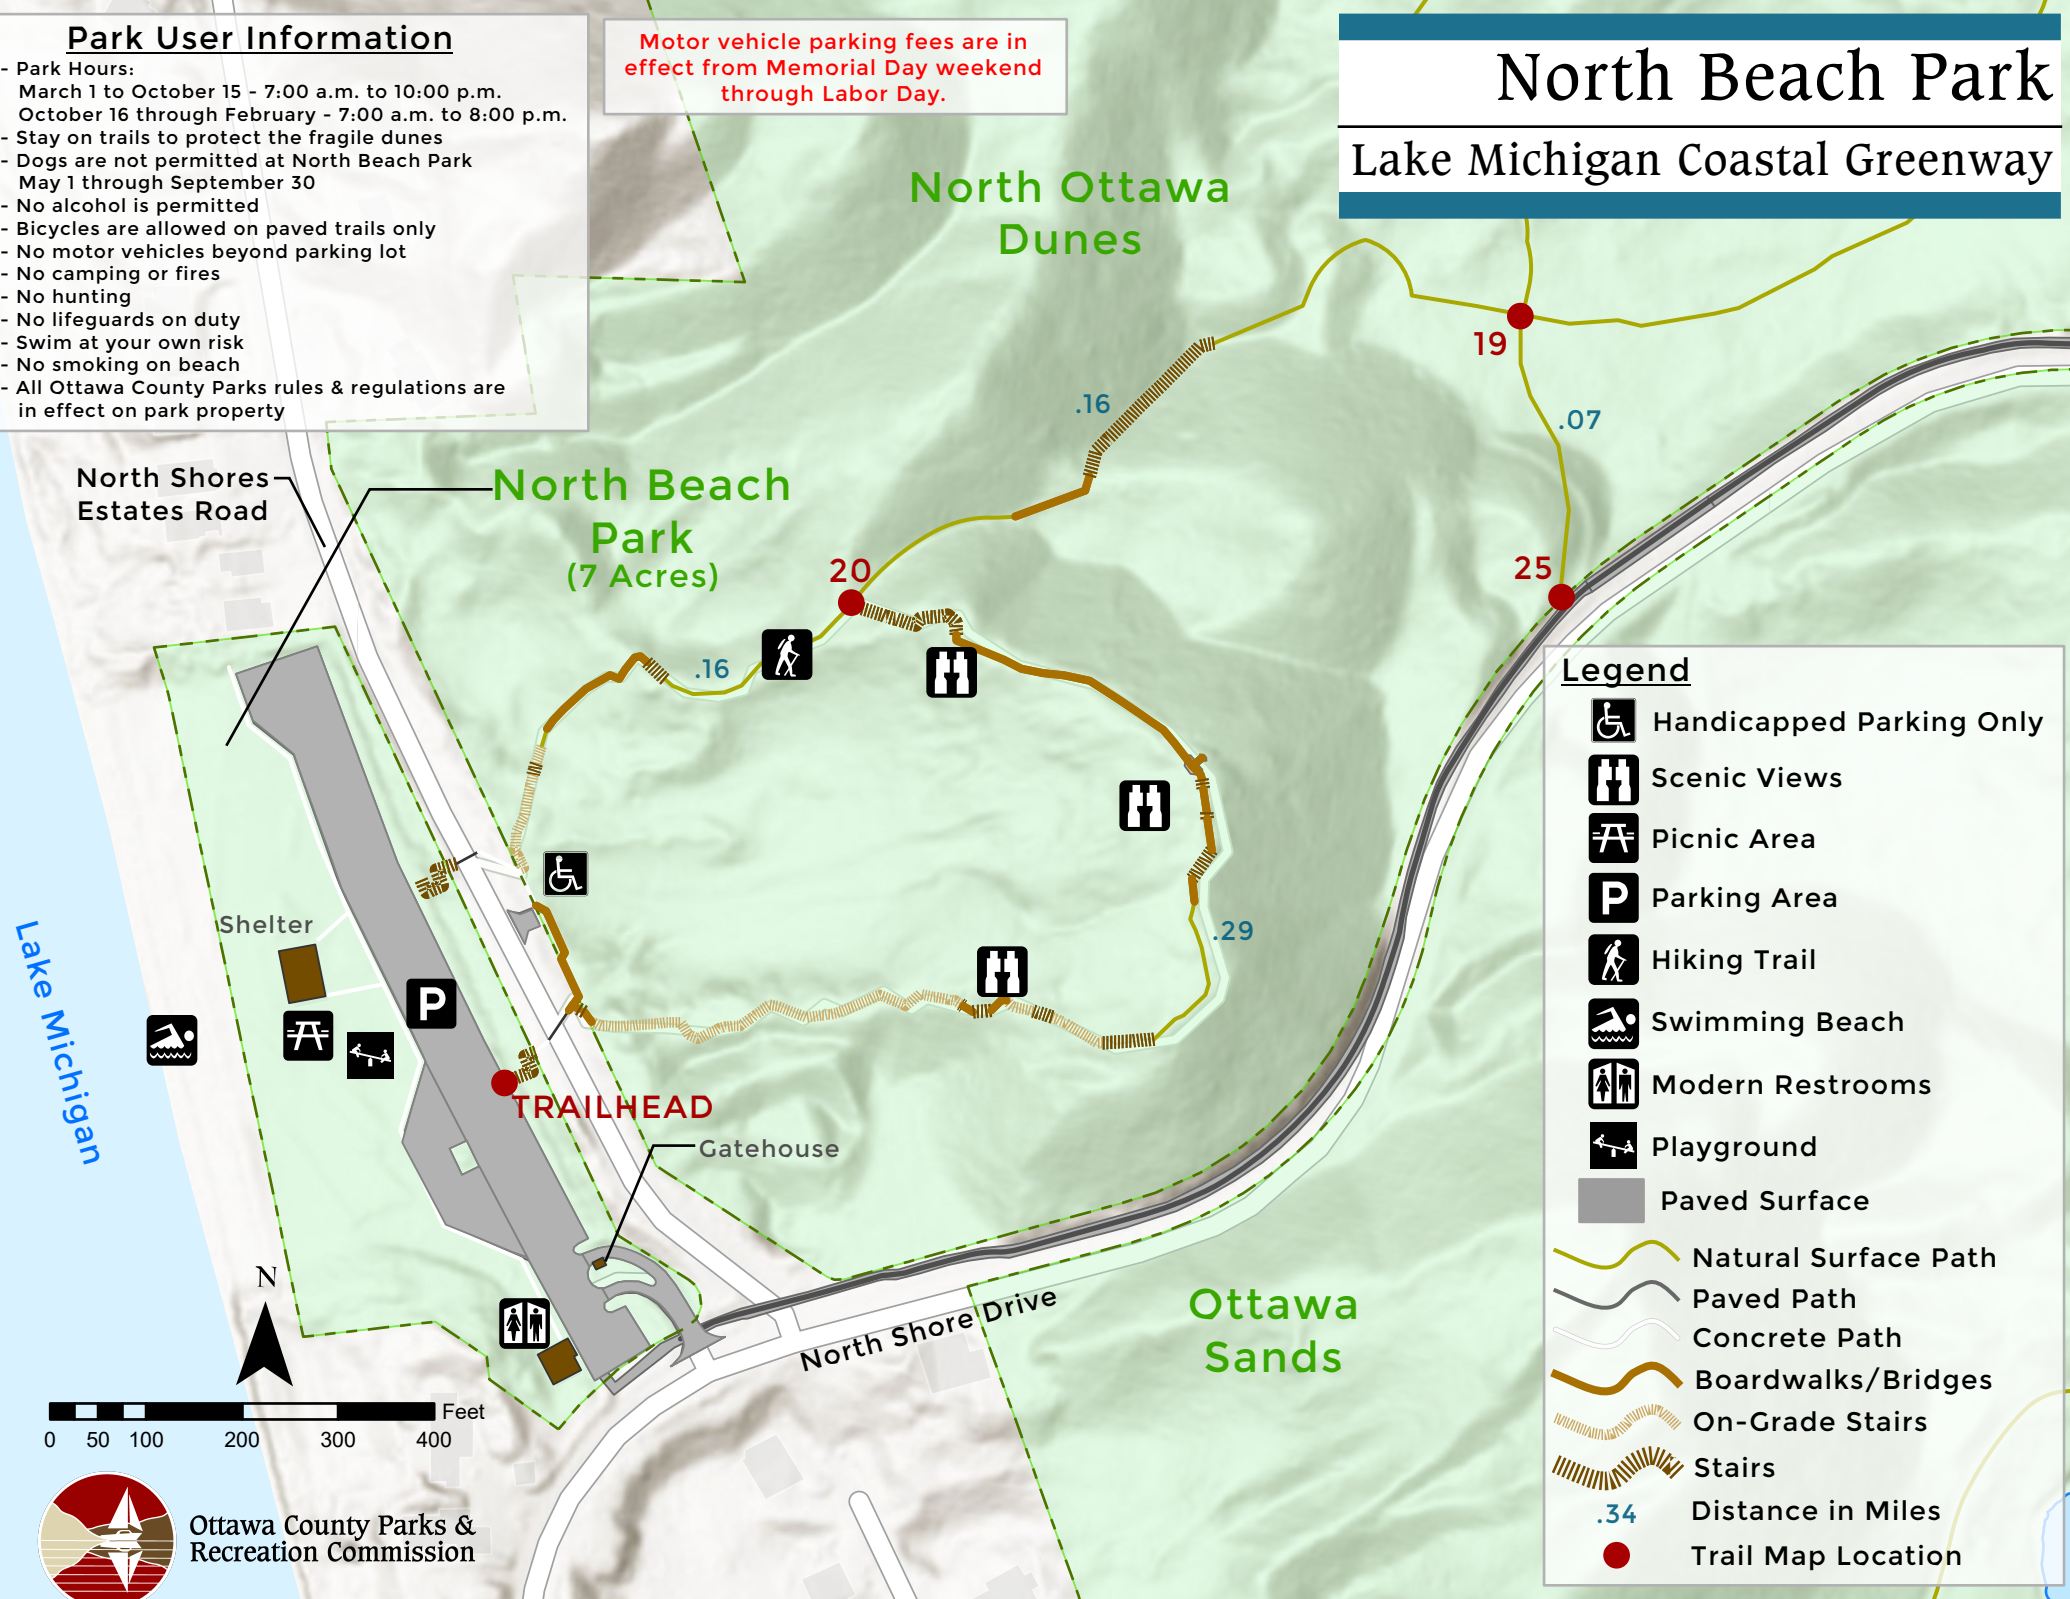 Park User Information
- Park Hours:
March 1 to October 15 - 7:00 a.m. to 10:00 p.m.
October 16 through February - 7:00 a.m. to 8:00 p.m.
- Stay on trails to protect the fragile dunes
- Dogs are not permitted at North Beach Park
May 1 through September 30
- No alcohol is permitted
- Bicycles are allowed on paved trails only
- No motor vehicles beyond parking lot
- No camping or fires
- No hunting
- No lifeguards on duty
- Swim at your own risk
- No smoking on beach
- All Ottawa County Parks rules & regulations are
in effect on park property
Motor vehicle parking fees are in
effect from Memorial Day weekend
through Labor Day.
North Beach Park
Lake Michigan Coastal Greenway
North Ottawa
Dunes
19
.16
.07
North Shores
Estates Road
North Beach
Park
(7 Acres)
20
25
.16
Shelter
.29
P
Lake Michigan
TRAILHEAD
Gatehouse
North Shore Drive
Ottawa
Sands
N
Feet
0 50 100 200 300 400
Ottawa County Parks &
Recreation Commission
Legend
Handicapped Parking Only
Scenic Views
Picnic Area
P Parking Area
Hiking Trail
Swimming Beach
Modern Restrooms
Playground
Paved Surface
Natural Surface Path
Paved Path
Concrete Path
Boardwalks/Bridges
On-Grade Stairs
Stairs
.34 Distance in Miles
Trail Map Location